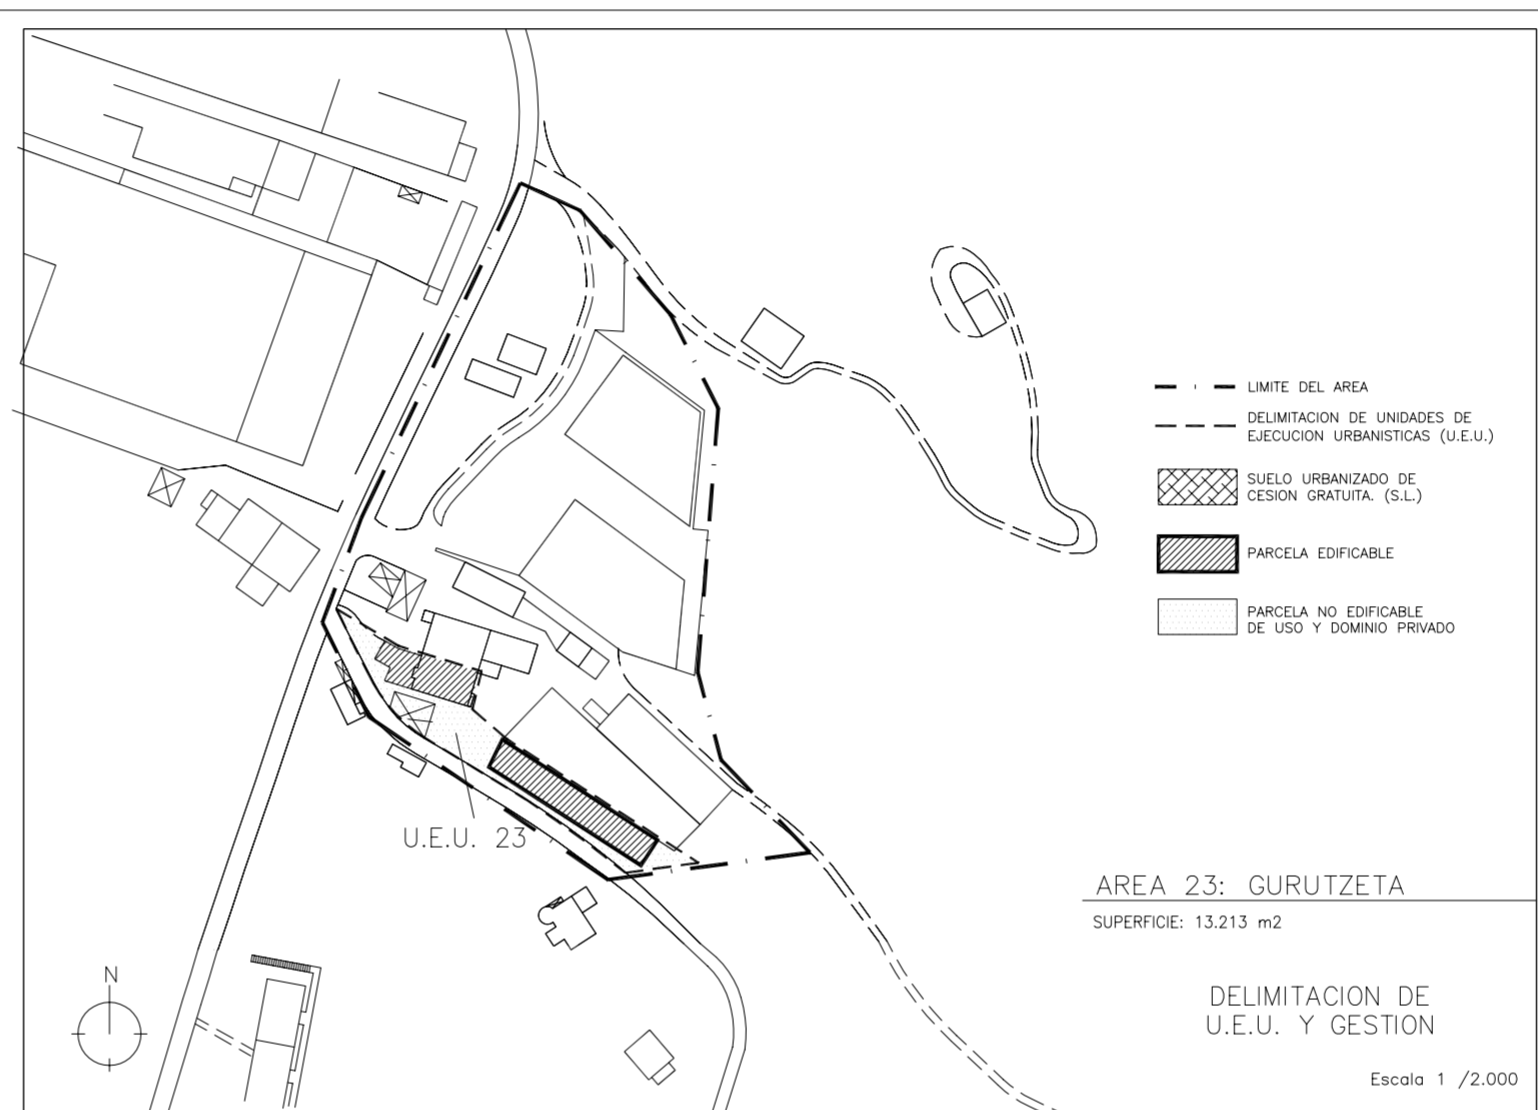 LIMITE DEL AREA
DELIMITACION DE UNIDADES DE
EJECUCION URBANISTICAS (U.E.U.)
SUELO URBANIZADO DE
CESION GRATUITA. (S.L.)
PARCELA EDIFICABLE
PARCELA NO EDIFICABLE
DE USO Y DOMINIO PRIVADO
U.E.U. 23
AREA 23: GURUTZETA
SUPERFICIE: 13.213 m2
N
DELIMITACION DE
U.E.U. Y GESTION
Escala 1 /2.000